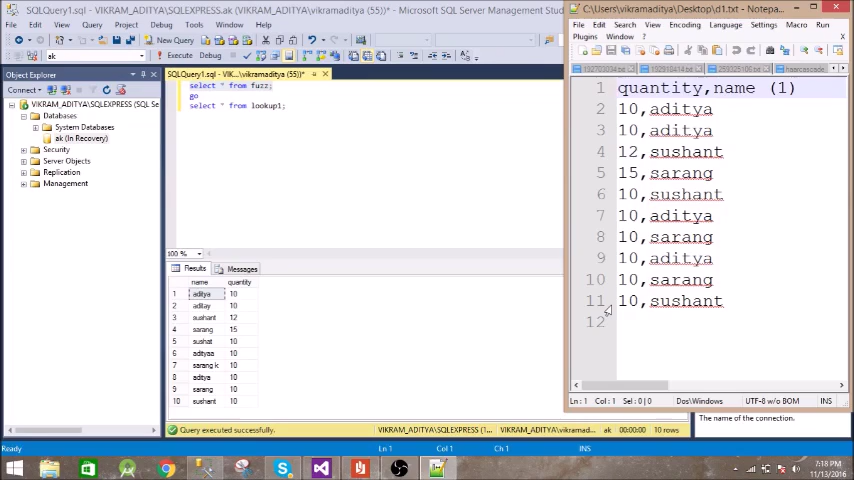 SQLQuery1.sql - VIKRAM_ADITYA\SQLEXPRESS.ak (VIKRAM_ADITYA\vikramaditya (55))* - Microsoft SQL Server Management Stud
File Edit View Query Project Debug Tools Window Help
New Query
ak
Execute
Debug
Object Explorer
Connect
VIKRAM_ADITYA\SQLEXPRESS (SQL Se
Databases
System Databases
ak (In Recovery)
Security
Server Objects
Replication
Management
SQLQuery1.sql - VIK...\vikramaditya (55))*
select * from fuzz;
go
select * from lookup1;
100 %
Results
Messages
name quantity
1 aditya 10
2 aditay 10
3 sushant 12
4 sarang 15
5 sushat 10
6 adityaa 10
7 sarang k 10
8 aditya 10
9 sarang 10
10 sushant 10
Query executed successfully.
VIKRAM_ADITYA\SQLEXPRESS (1...
VIKRAM_ADITYA\vikramad...
ak
00:00:00
10 rows
Ready
Ln 1
Col 1
Ch 1
INS
C:\Users\vikramaditya\Desktop\d1.txt - Notepa...
File Edit Search View Encoding Language Settings Macro Run
Plugins Window ?
haarcascade
1 quantity,name (1)
2 10,aditya
3 10,aditya
4 12,sushant
5 15,sarang
6 10,sushant
7 10,aditya
8 10,sarang
9 10,aditya
10 10,sarang
11 10,sushant
12
Ln : 1 Col : 1 Sel : 0 | 0
Dos\Windows
UTF-8 w/o BOM
INS
The name of the connection.
7:18 PM
11/13/2016